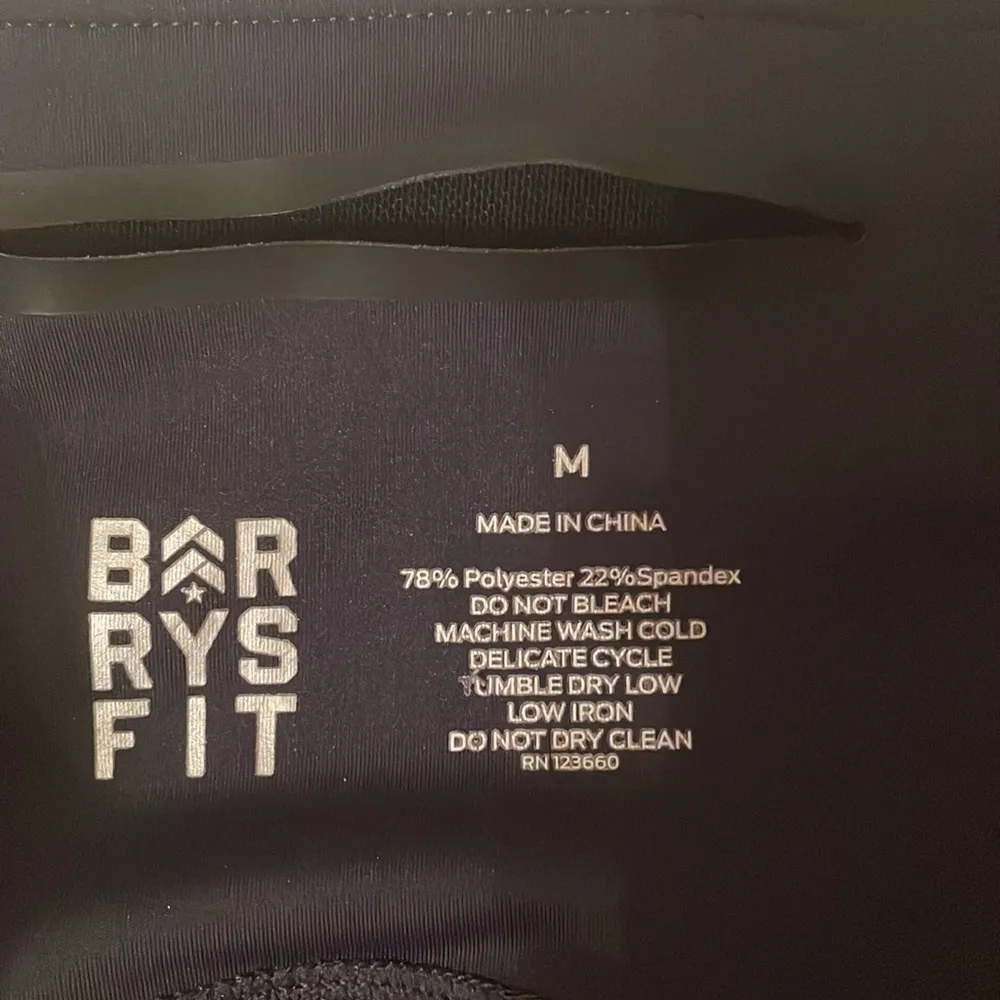 BARRYS
FIT
M
MADE IN CHINA
78% Polyester 22%Spandex
DO NOT BLEACH
MACHINE WASH COLD
DELICATE CYCLE
TUMBLE DRY LOW
LOW IRON
DO NOT DRY CLEAN
RN 123660